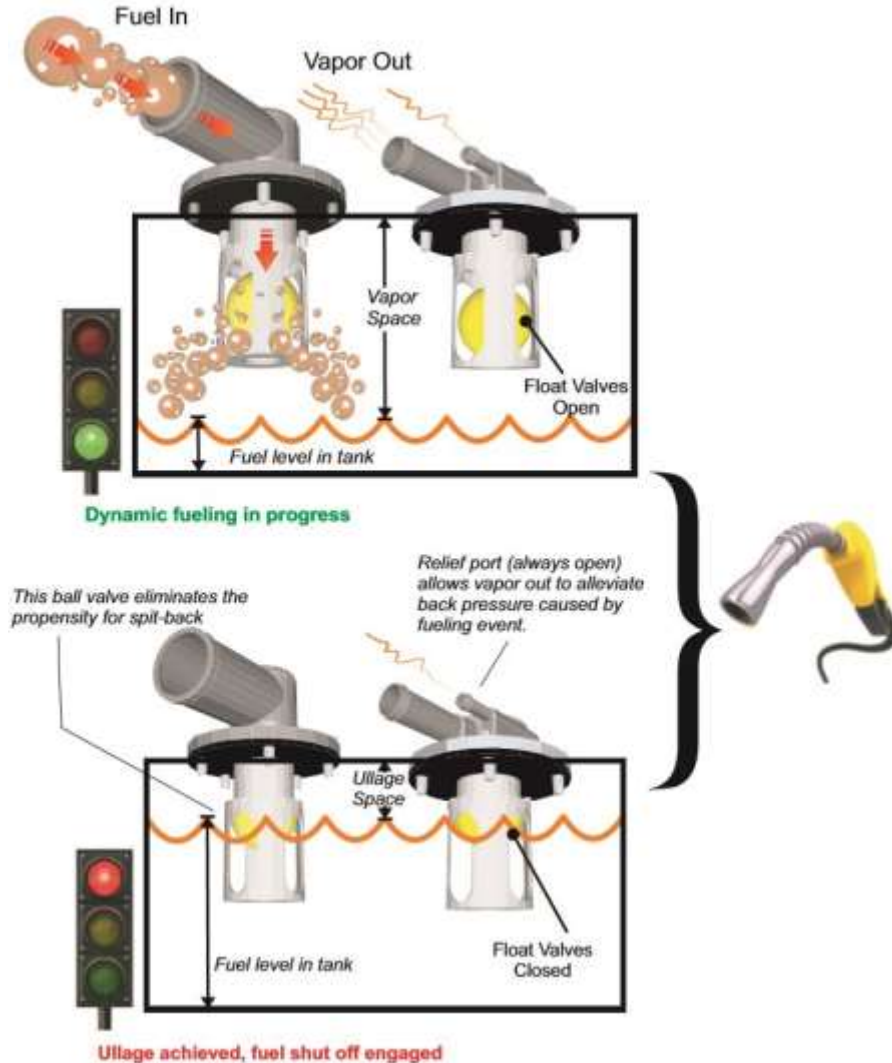 Fuel In
Vapor Out
Vapor
Space
Float Valves
Open
Fuel level in tank
Dynamic fueling in progress
This ball valve eliminates the
propensity for spit-back
Relief port (always open)
allows vapor out to alleviate
back pressure caused by
fueling event.
Ullage
Space
Fuel level in tank
Float Valves
Closed
Ullage achieved, fuel shut off engaged